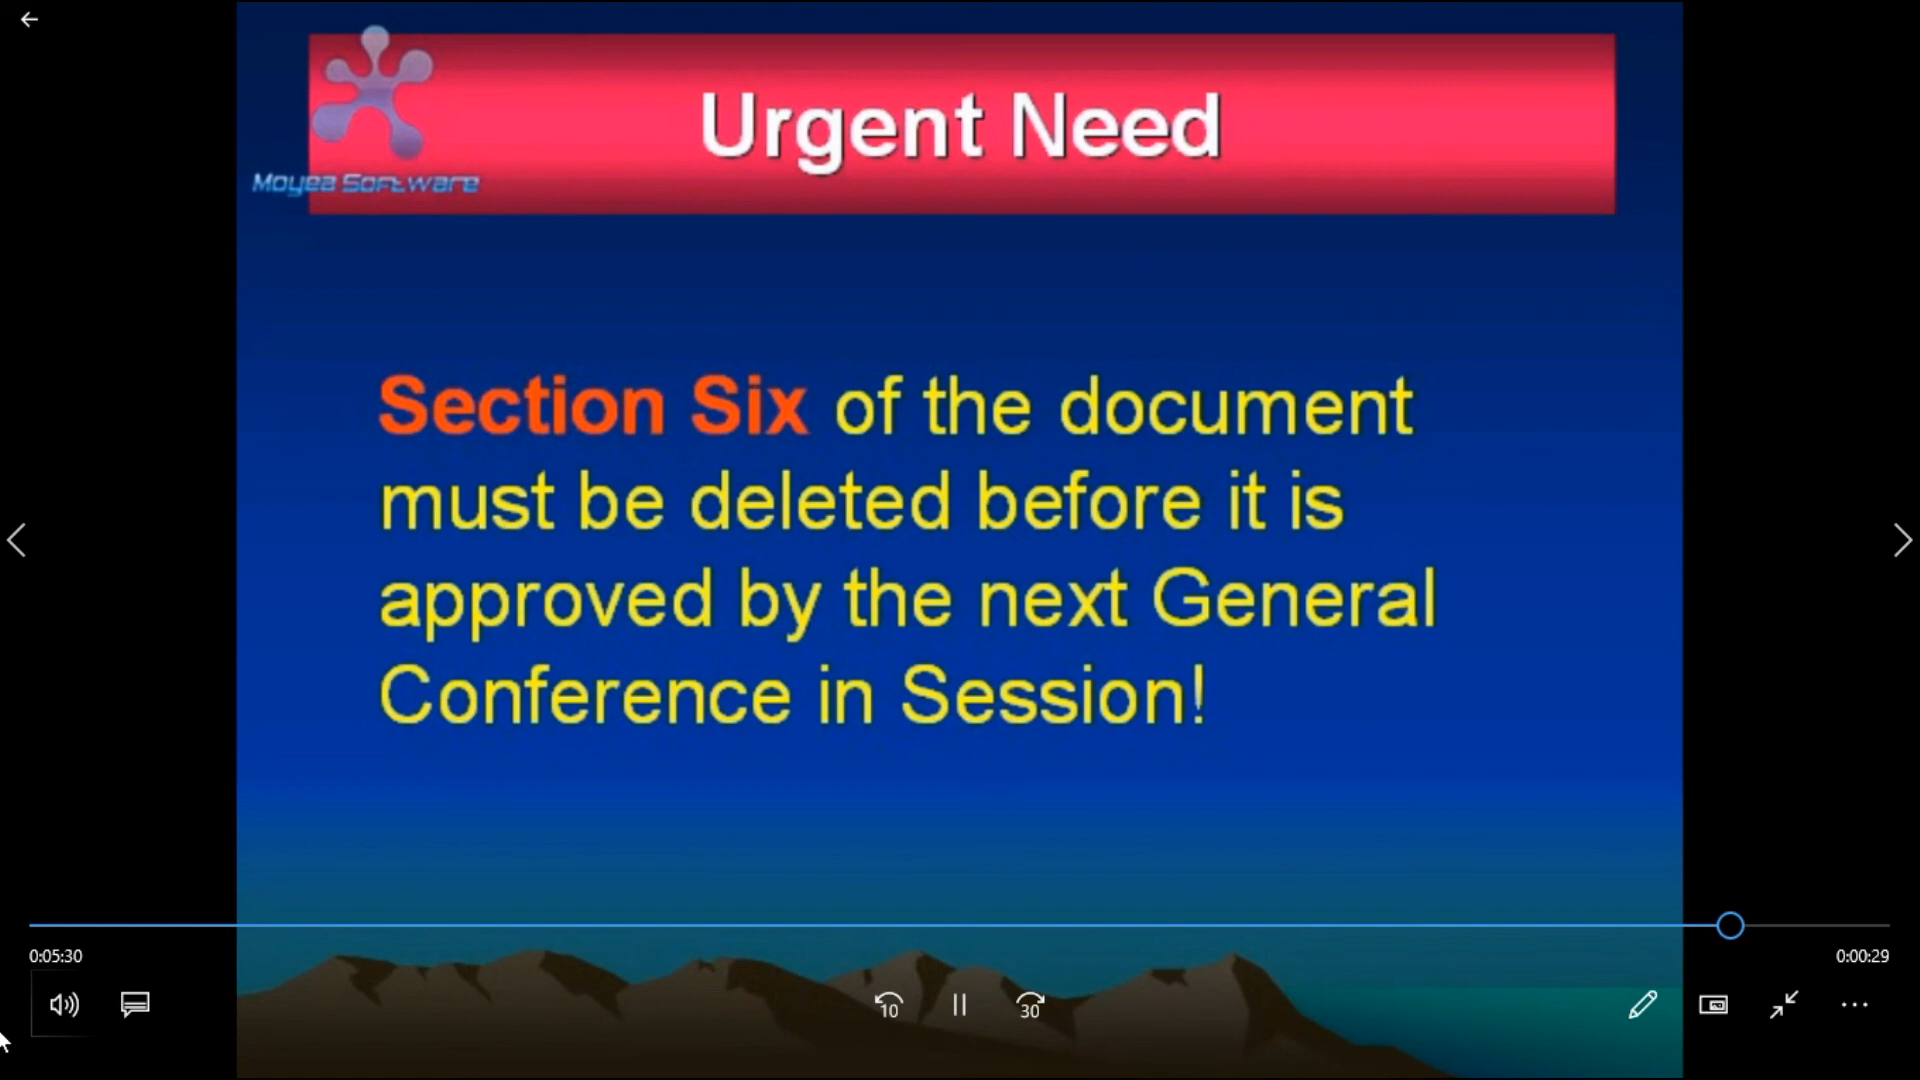 Urgent Need
Moyea Software
Section Six of the document
must be deleted before it is
approved by the next General
Conference in Session!
0:05:30
0:00:29
10
30